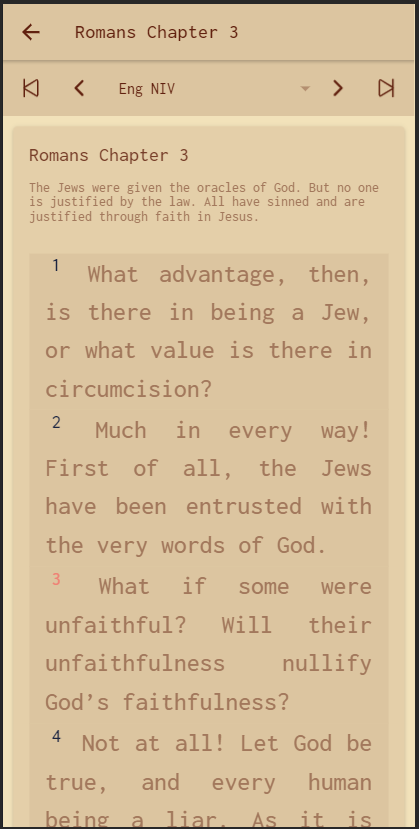 Romans Chapter 3
Eng NIV
Romans Chapter 3
The Jews were given the oracles of God. But no one
is justified by the law. All have sinned and are
justified through faith in Jesus.
1 What advantage, then,
is there in being a Jew,
or what value is there in
circumcision?
2 Much in every way!
First of all, the Jews
have been entrusted with
the very words of God.
3 What if some were
unfaithful? Will their
unfaithfulness nullify
God’s faithfulness?
4 Not at all! Let God be
true, and every human
being a liar. As it is